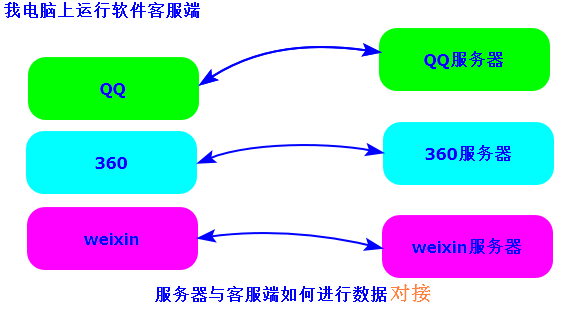 我电脑上运行软件客服端
QQ
QQ服务器
360
360服务器
weixin
weixin服务器
服务器与客服端如何进行数据对接